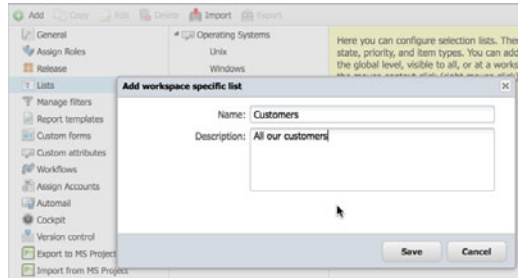 Add Copy Edit Delete Import Export
General
Assign Roles
Release
Lists
Manage filters
Report templates
Custom forms
Custom attributes
Workflows
Assign Accounts
Automail
Cockpit
Version control
Export to MS Project
Import from MS Project
Operating Systems
Unix
Windows
Here you can configure selection lists. Ther
state, priority, and item types. You can add
the global level, visible to all, or at a works
Add workspace specific list
Name: Customers
Description: All our customers
Save Cancel